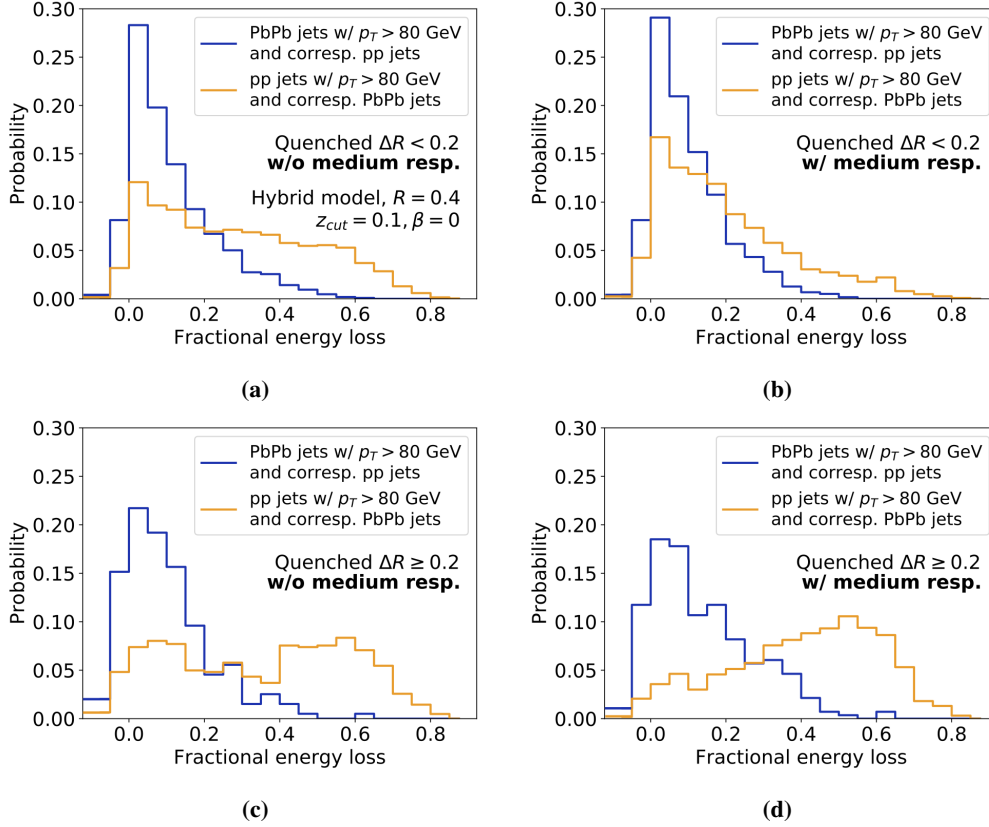 0.30
0.25
0.20
0.15
0.10
0.05
0.00
Probability
PbPb jets w/ $p_T > 80$ GeV
and corresp. pp jets
pp jets w/ $p_T > 80$ GeV
and corresp. PbPb jets
Quenched $\Delta R < 0.2$
w/o medium resp.
Hybrid model, $R = 0.4$
$z_{cut} = 0.1, \beta = 0$
0.0 0.2 0.4 0.6 0.8
Fractional energy loss
(a)
0.30
0.25
0.20
0.15
0.10
0.05
0.00
Probability
PbPb jets w/ $p_T > 80$ GeV
and corresp. pp jets
pp jets w/ $p_T > 80$ GeV
and corresp. PbPb jets
Quenched $\Delta R < 0.2$
w/ medium resp.
0.0 0.2 0.4 0.6 0.8
Fractional energy loss
(b)
0.30
0.25
0.20
0.15
0.10
0.05
0.00
Probability
PbPb jets w/ $p_T > 80$ GeV
and corresp. pp jets
pp jets w/ $p_T > 80$ GeV
and corresp. PbPb jets
Quenched $\Delta R \geq 0.2$
w/o medium resp.
0.0 0.2 0.4 0.6 0.8
Fractional energy loss
(c)
0.30
0.25
0.20
0.15
0.10
0.05
0.00
Probability
PbPb jets w/ $p_T > 80$ GeV
and corresp. pp jets
pp jets w/ $p_T > 80$ GeV
and corresp. PbPb jets
Quenched $\Delta R \geq 0.2$
w/ medium resp.
0.0 0.2 0.4 0.6 0.8
Fractional energy loss
(d)